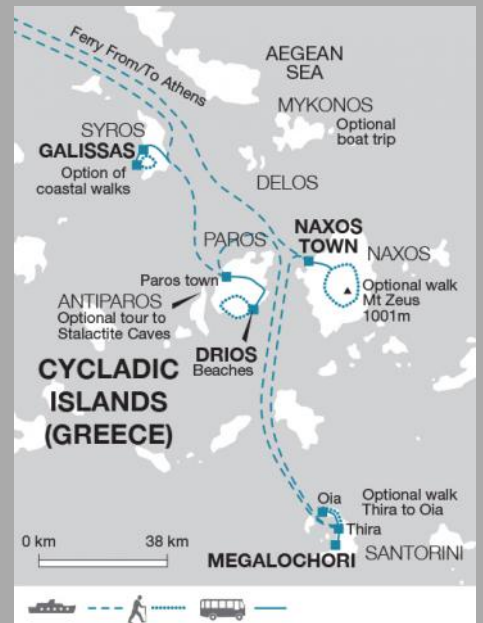 Ferry From/To Athens
AEGEAN
SEA
MYKONOS
Optional
boat trip
SYROS
GALISSAS
Option of
coastal walks
DELOS
NAXOS
TOWN
PAROS
NAXOS
Paros town
Optional walk
Mt Zeus
1001m
ANTIPAROS
Optional tour to
Stalactite Caves
DRIOS
Beaches
CYCLADIC
ISLANDS
(GREECE)
Oia
Optional walk
Thira to Oia
Thira
0 km 38 km
MEGALOCHORI
SANTORINI